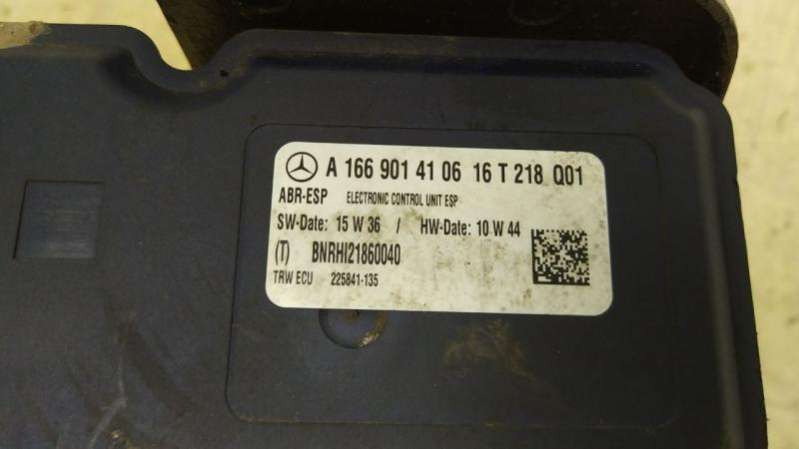 A 166 901 41 06 16 T 218 Q01
ABR-ESP ELECTRONIC CONTROL UNIT ESP
SW-Date: 15 W 36 / HW-Date: 10 W 44
(T) BNRHI21860040
TRW ECU 225841-135